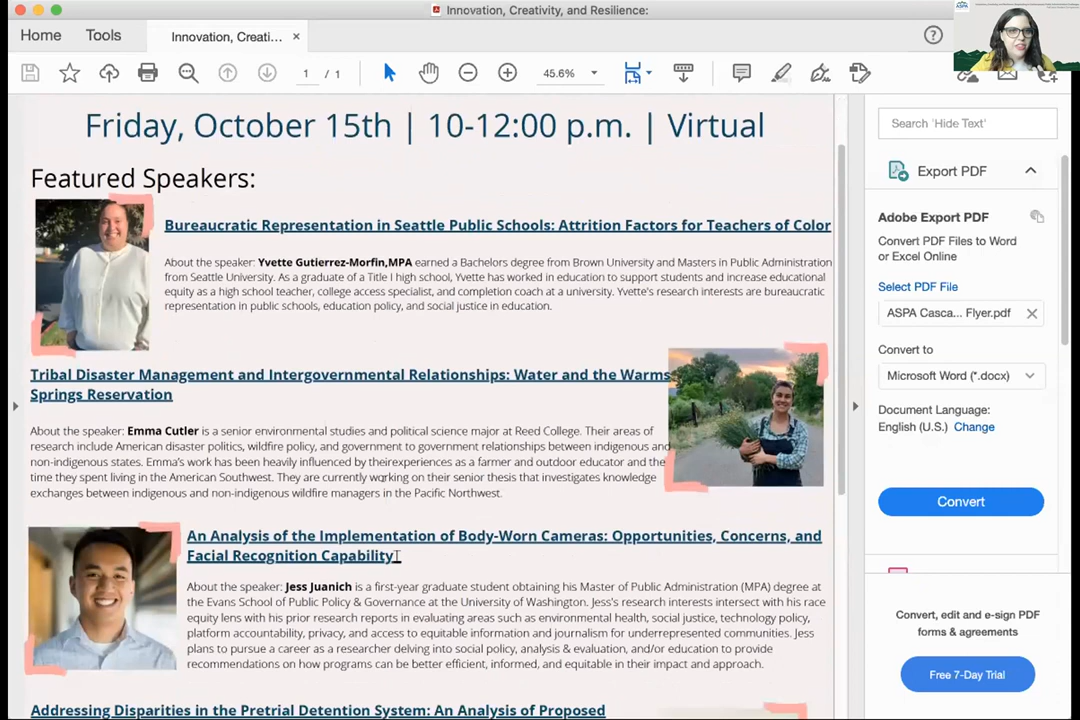 Innovation, Creativity, and Resilience:
Home
Tools
Innovation, Creati...
1 / 1
45.6%
ASPA
Friday, October 15th | 10-12:00 p.m. | Virtual
Featured Speakers:
Bureaucratic Representation in Seattle Public Schools: Attrition Factors for Teachers of Color
About the speaker: Yvette Gutierrez-Morfin,MPA earned a Bachelors degree from Brown University and Masters in Public Administration
from Seattle University. As a graduate of a Title I high school, Yvette has worked in education to support students and increase educational
equity as a high school teacher, college access specialist, and completion coach at a university. Yvette's research interests are bureaucratic
representation in public schools, education policy, and social justice in education.
Tribal Disaster Management and Intergovernmental Relationships: Water and the Warms
Springs Reservation
About the speaker: Emma Cutler is a senior environmental studies and political science major at Reed College. Their areas of
research include American disaster politics, wildfire policy, and government to government relationships between indigenous and
non-indigenous states. Emma's work has been heavily influenced by theirexperiences as a farmer and outdoor educator and the
time they spent living in the American Southwest. They are currently working on their senior thesis that investigates knowledge
exchanges between indigenous and non-indigenous wildfire managers in the Pacific Northwest.
An Analysis of the Implementation of Body-Worn Cameras: Opportunities, Concerns, and
Facial Recognition Capability
About the speaker: Jess Juanich is a first-year graduate student obtaining his Master of Public Administration (MPA) degree at
the Evans School of Public Policy & Governance at the University of Washington. Jess's research interests intersect with his race
equity lens with his prior research reports in evaluating areas such as environmental health, social justice, technology policy,
platform accountability, privacy, and access to equitable information and journalism for underrepresented communities. Jess
plans to pursue a career as a researcher delving into social policy, analysis & evaluation, and/or education to provide
recommendations on how programs can be better efficient, informed, and equitable in their impact and approach.
Addressing Disparities in the Pretrial Detention System: An Analysis of Proposed
Search 'Hide Text'
Export PDF
Adobe Export PDF
Convert PDF Files to Word
or Excel Online
Select PDF File
ASPA Casca... Flyer.pdf
Convert to
Microsoft Word (*.docx)
Document Language:
English (U.S.) Change
Convert
Convert, edit and e-sign PDF
forms & agreements
Free 7-Day Trial